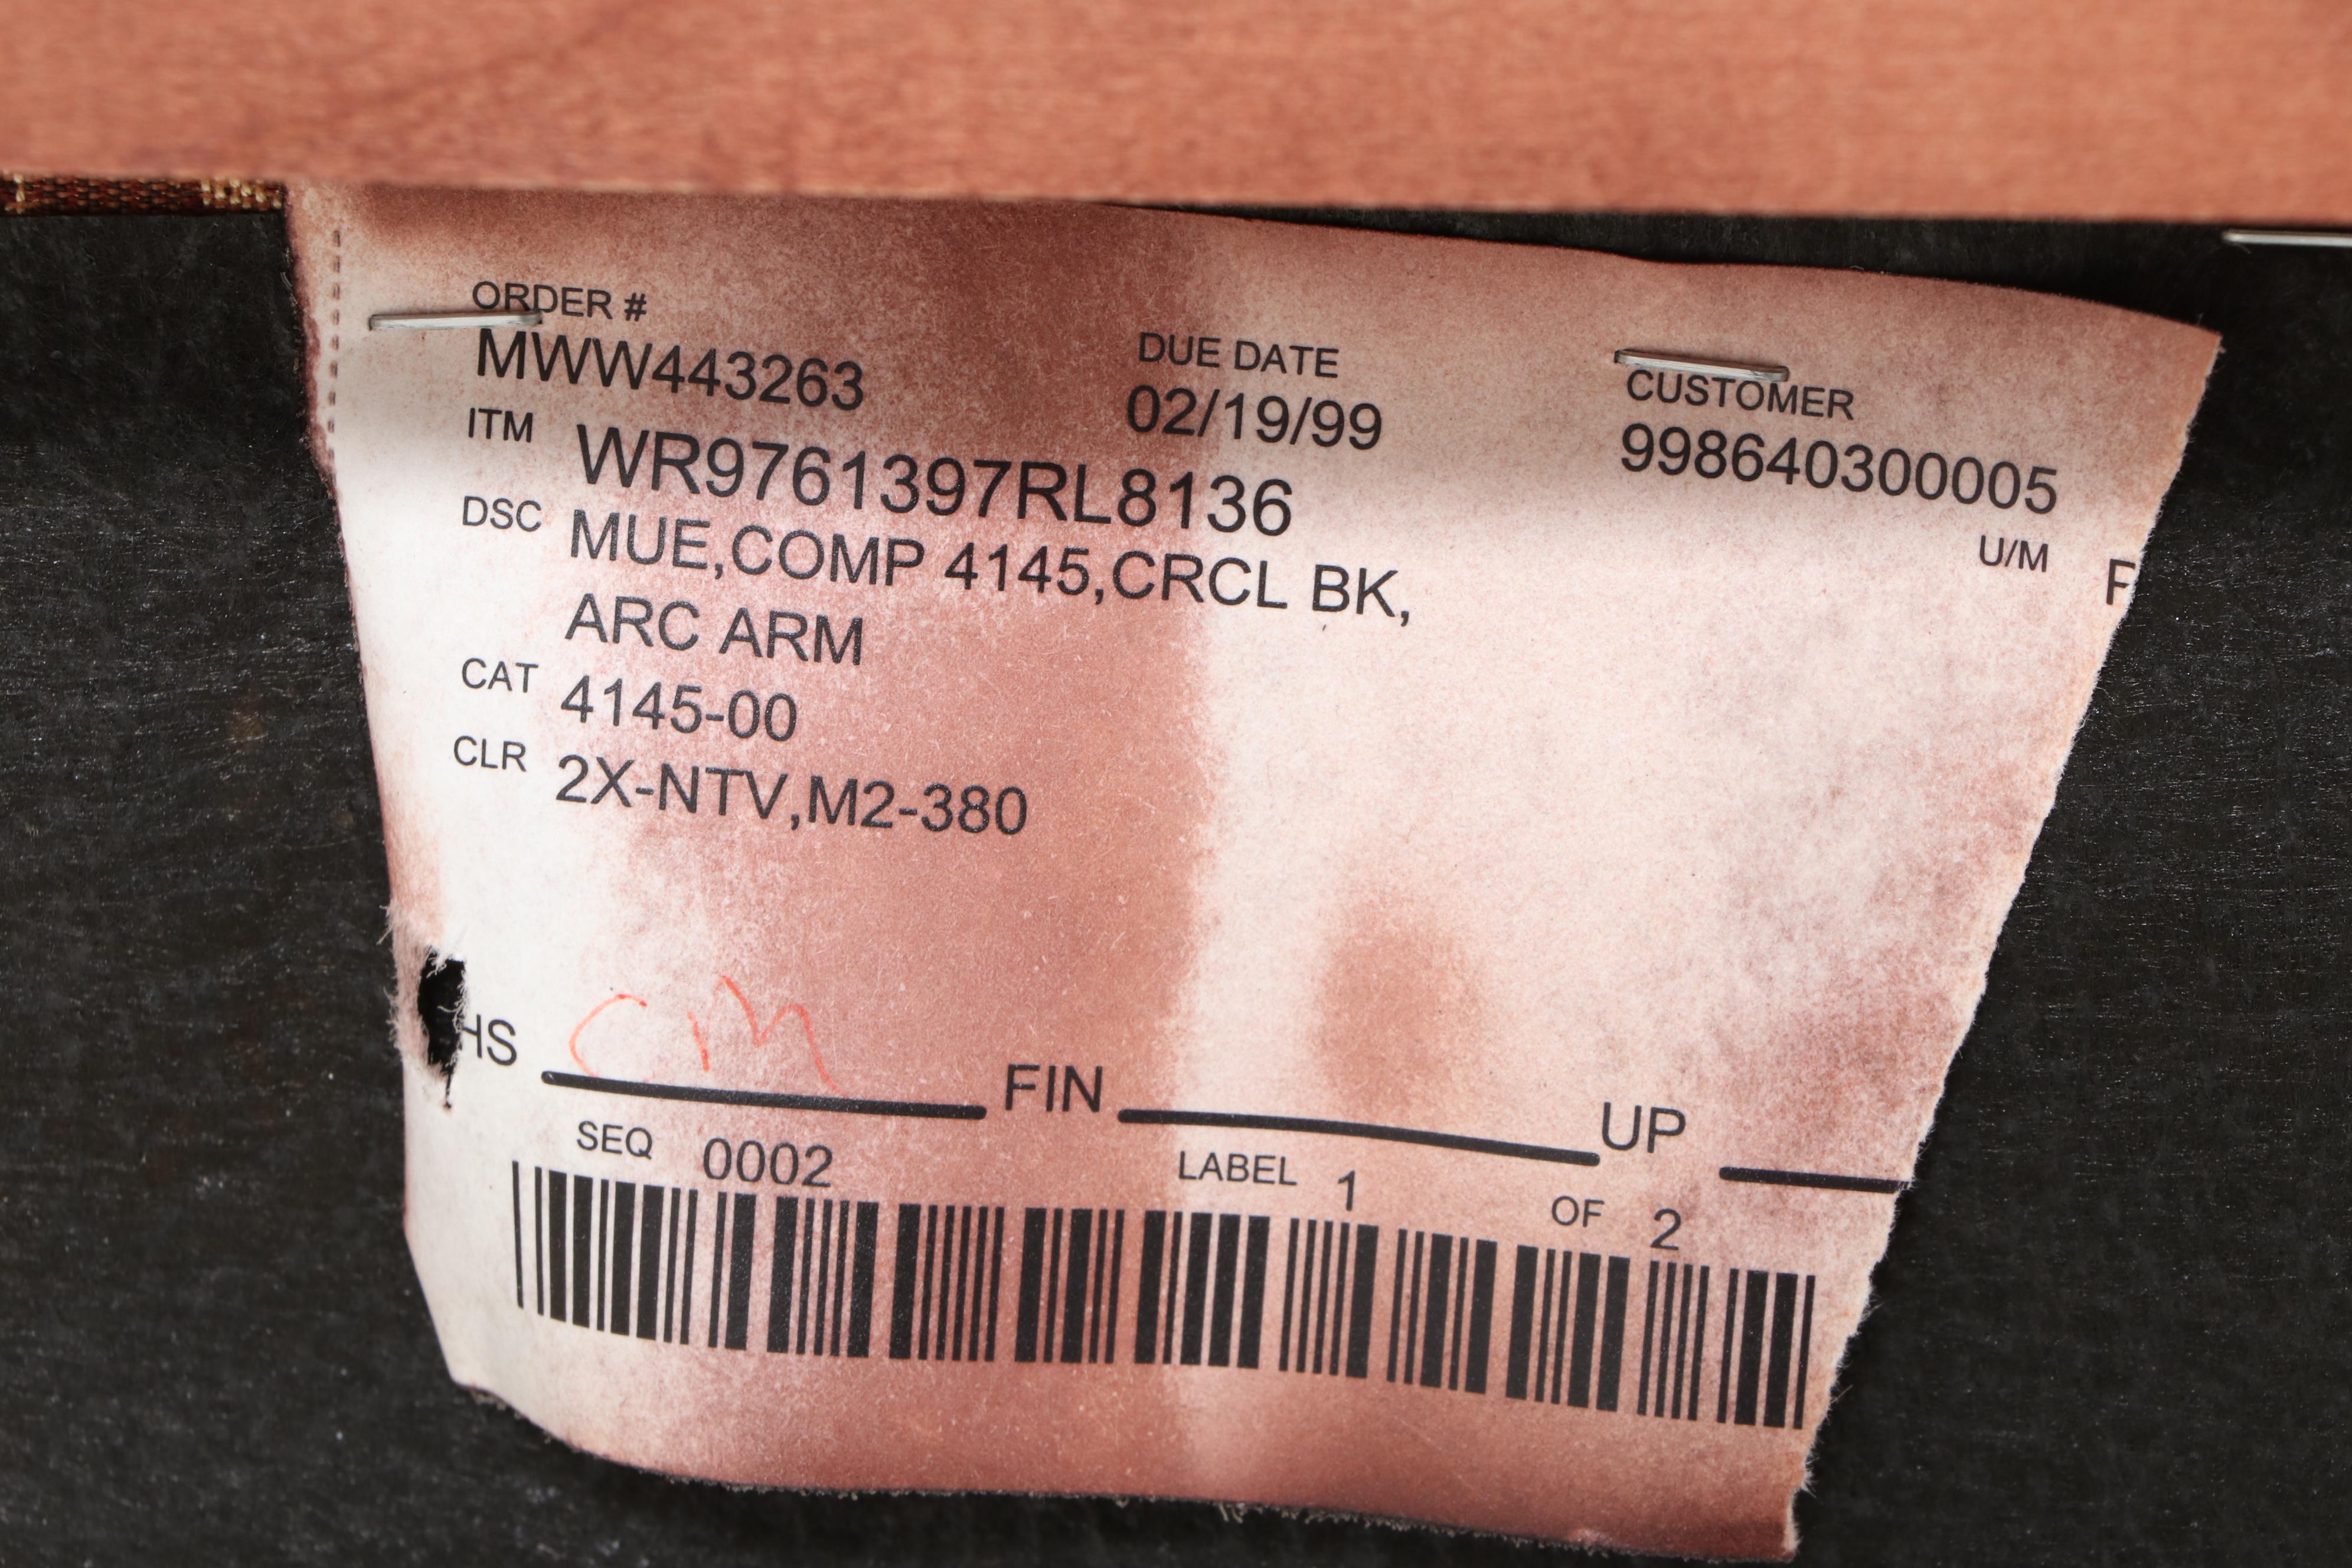 ORDER #
MWW443263
DUE DATE
02/19/99
CUSTOMER
998640300005
ITM WR9761397RL8136
U/M
DSC MUE,COMP 4145,CRCL BK,
ARC ARM
CAT 4145-00
CLR 2X-NTV,M2-380
HS CM FIN UP
SEQ 0002 LABEL 1 OF 2